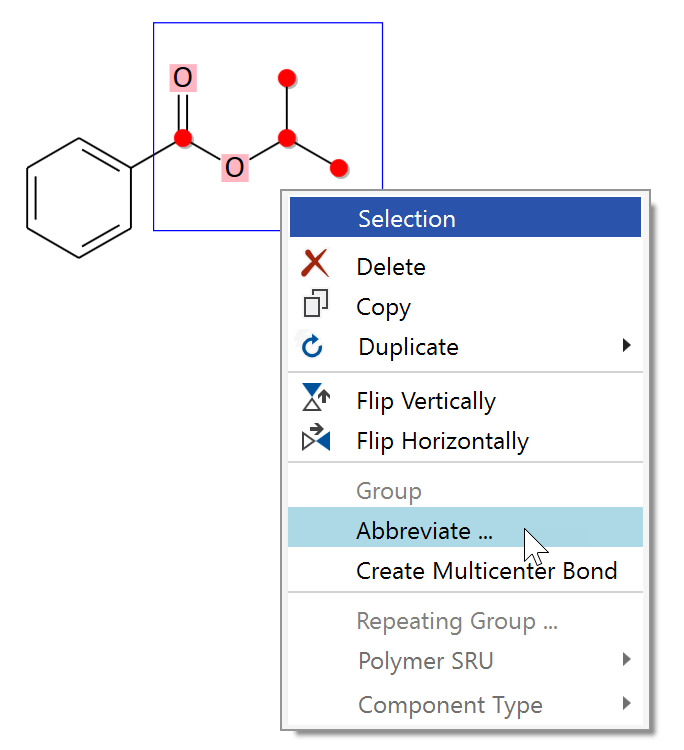 O
O
Selection
Delete
Copy
Duplicate
Flip Vertically
Flip Horizontally
Group
Abbreviate ...
Create Multicenter Bond
Repeating Group ...
Polymer SRU
Component Type